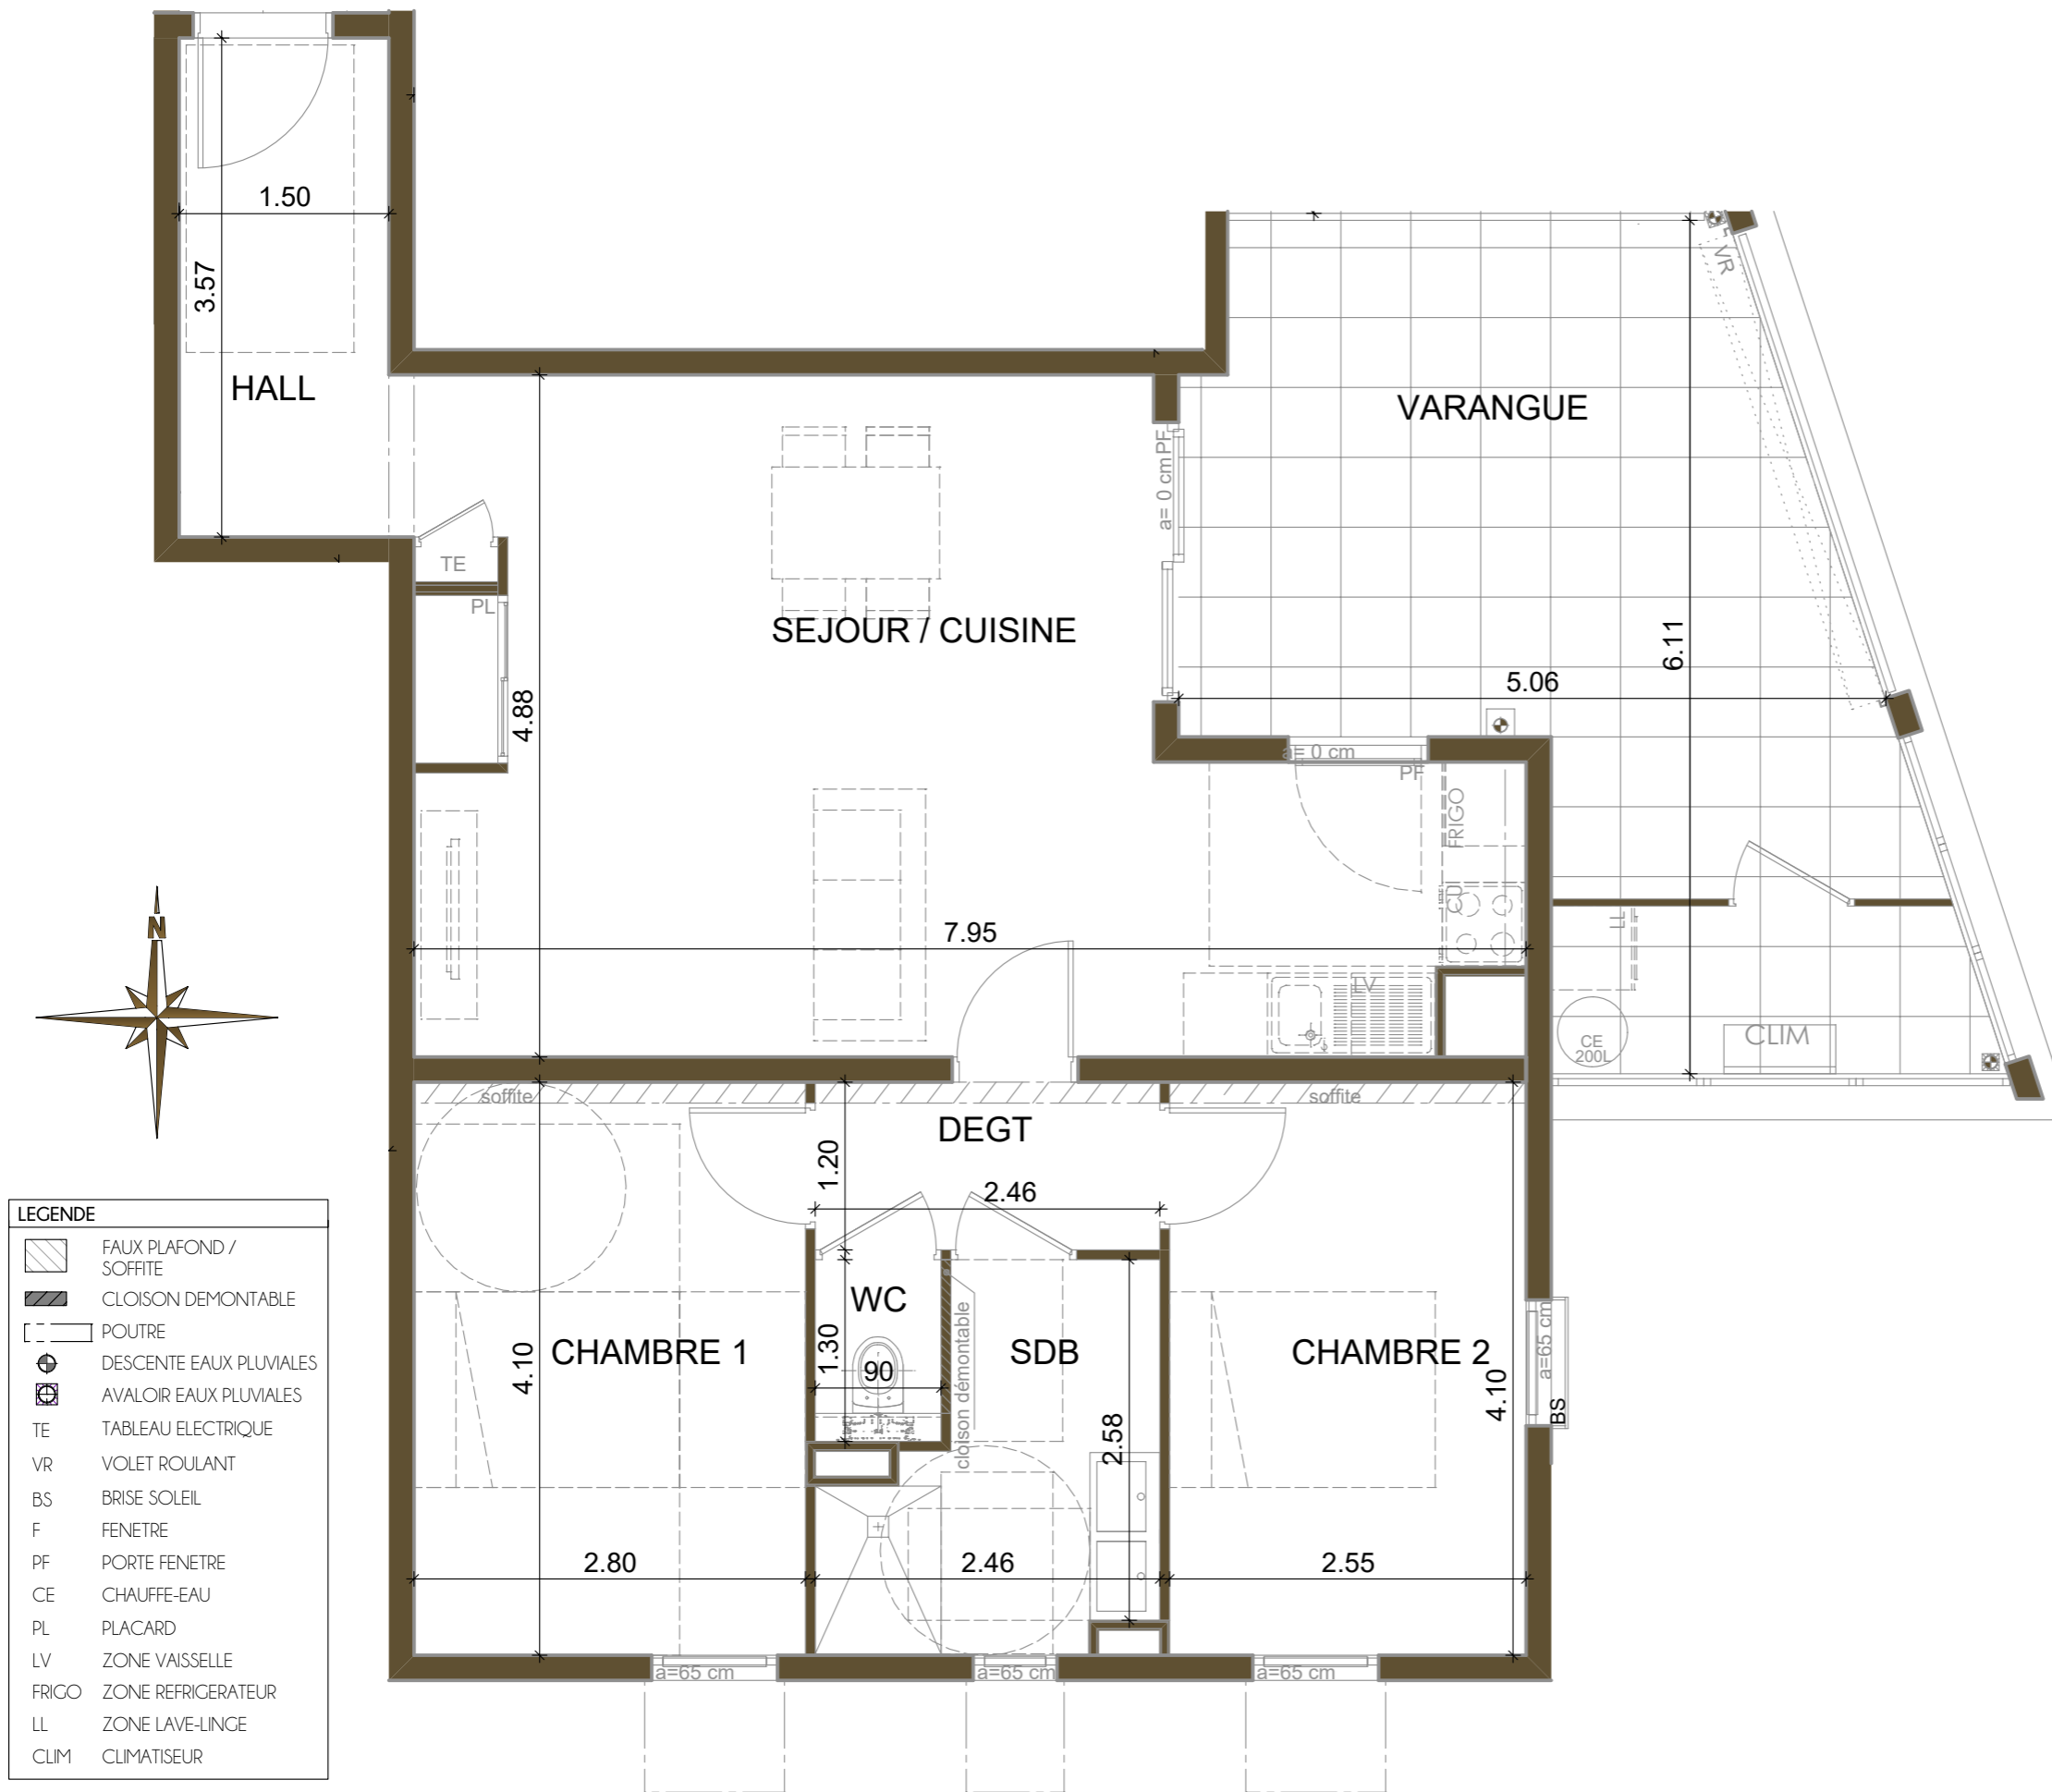 1.50
3.57
HALL
VR
VARANGUE
a= 0 cm
PF
TE
PL
SEJOUR / CUISINE
6.11
5.06
4.88
a= 0 cm
PF
FRIGO
LL
7.95
LV
CE
200L
CLIM
N
soffite
soffite
DEGT
1.20
2.46
WC
1.30
90
CHAMBRE 1
4.10
SDB
cloison démontable
2.58
CHAMBRE 2
4.10
a=65 cm
BS
2.80
2.46
2.55
a=65 cm
a=65 cm
a=65 cm
LEGENDE
FAUX PLAFOND /
SOFFITE
CLOISON DEMONTABLE
POUTRE
DESCENTE EAUX PLUVIALES
AVALOIR EAUX PLUVIALES
TE TABLEAU ELECTRIQUE
VR VOLET ROULANT
BS BRISE SOLEIL
F FENETRE
PF PORTE FENETRE
CE CHAUFFE-EAU
PL PLACARD
LV ZONE VAISSELLE
FRIGO ZONE REFRIGERATEUR
LL ZONE LAVE-LINGE
CLIM CLIMATISEUR